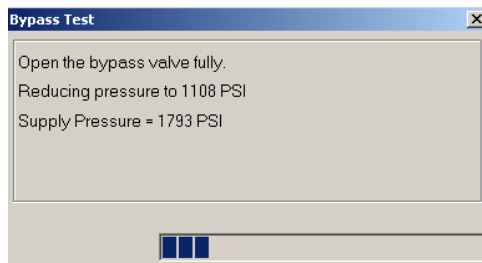 Bypass Test
Open the bypass valve fully.
Reducing pressure to 1108 PSI
Supply Pressure = 1793 PSI